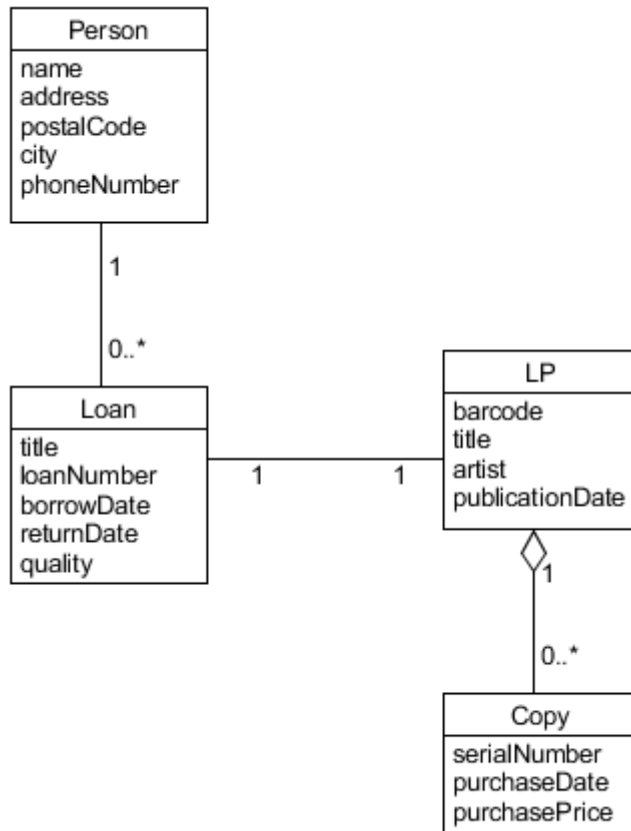 Person
name
address
postalCode
city
phoneNumber
1
0..*
Loan
title
loanNumber
borrowDate
returnDate
quality
1 1
LP
barcode
title
artist
publicationDate
1
0..*
Copy
serialNumber
purchaseDate
purchasePrice